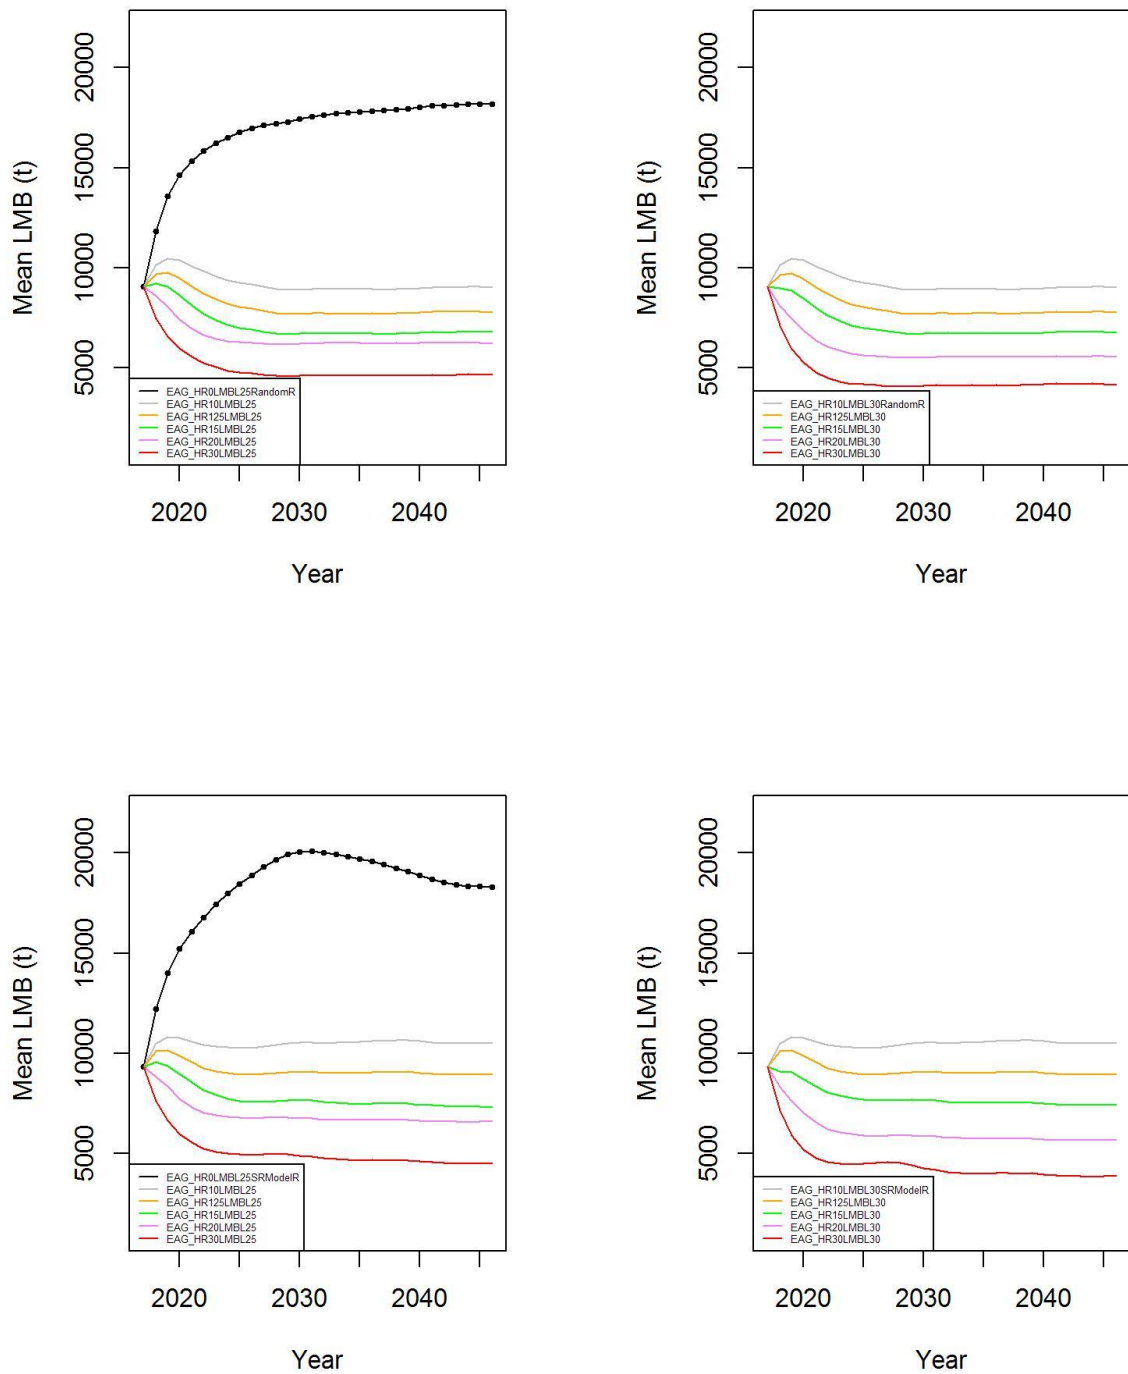 20000
15000
10000
5000
Mean LMB (t)
EAG_HR0LMBL25RandomR
EAG_HR10LMBL25
EAG_HR125LMBL25
EAG_HR15LMBL25
EAG_HR20LMBL25
EAG_HR30LMBL25
2020 2030 2040
Year
20000
15000
10000
5000
Mean LMB (t)
EAG_HR10LMBL30RandomR
EAG_HR125LMBL30
EAG_HR15LMBL30
EAG_HR20LMBL30
EAG_HR30LMBL30
2020 2030 2040
Year
20000
15000
10000
5000
Mean LMB (t)
EAG_HR0LMBL25SRModelR
EAG_HR10LMBL25
EAG_HR125LMBL25
EAG_HR15LMBL25
EAG_HR20LMBL25
EAG_HR30LMBL25
2020 2030 2040
Year
20000
15000
10000
5000
Mean LMB (t)
EAG_HR10LMBL30SRModelR
EAG_HR125LMBL30
EAG_HR15LMBL30
EAG_HR20LMBL30
EAG_HR30LMBL30
2020 2030 2040
Year